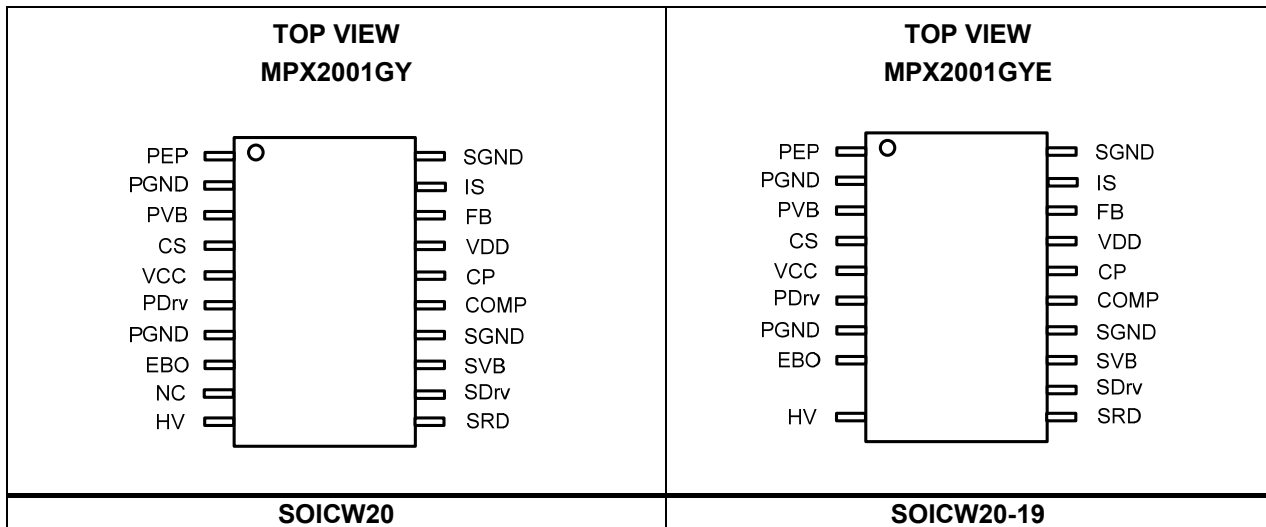 TOP VIEW
MPX2001GY
PEP
PGND
PVB
CS
VCC
PDrv
PGND
EBO
NC
HV
SGND
IS
FB
VDD
CP
COMP
SGND
SVB
SDrv
SRD
SOICW20
TOP VIEW
MPX2001GYE
PEP
PGND
PVB
CS
VCC
PDrv
PGND
EBO
HV
SGND
IS
FB
VDD
CP
COMP
SGND
SVB
SDrv
SRD
SOICW20-19